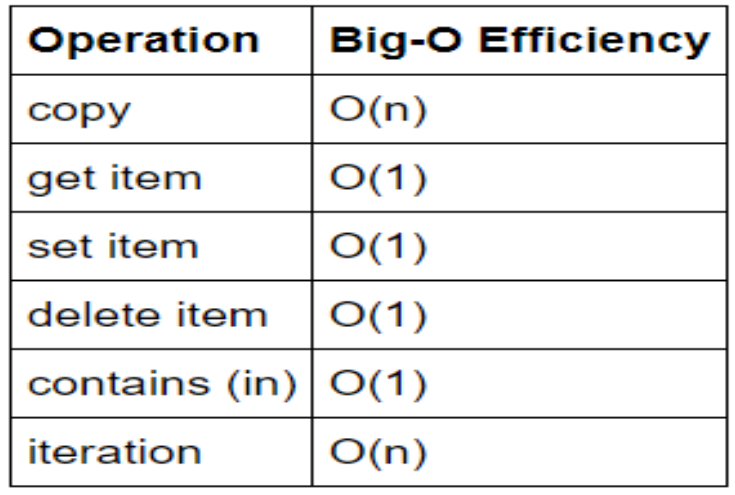 Operation Big-O Efficiency
copy O(n)
get item O(1)
set item O(1)
delete item O(1)
contains (in) O(1)
iteration O(n)